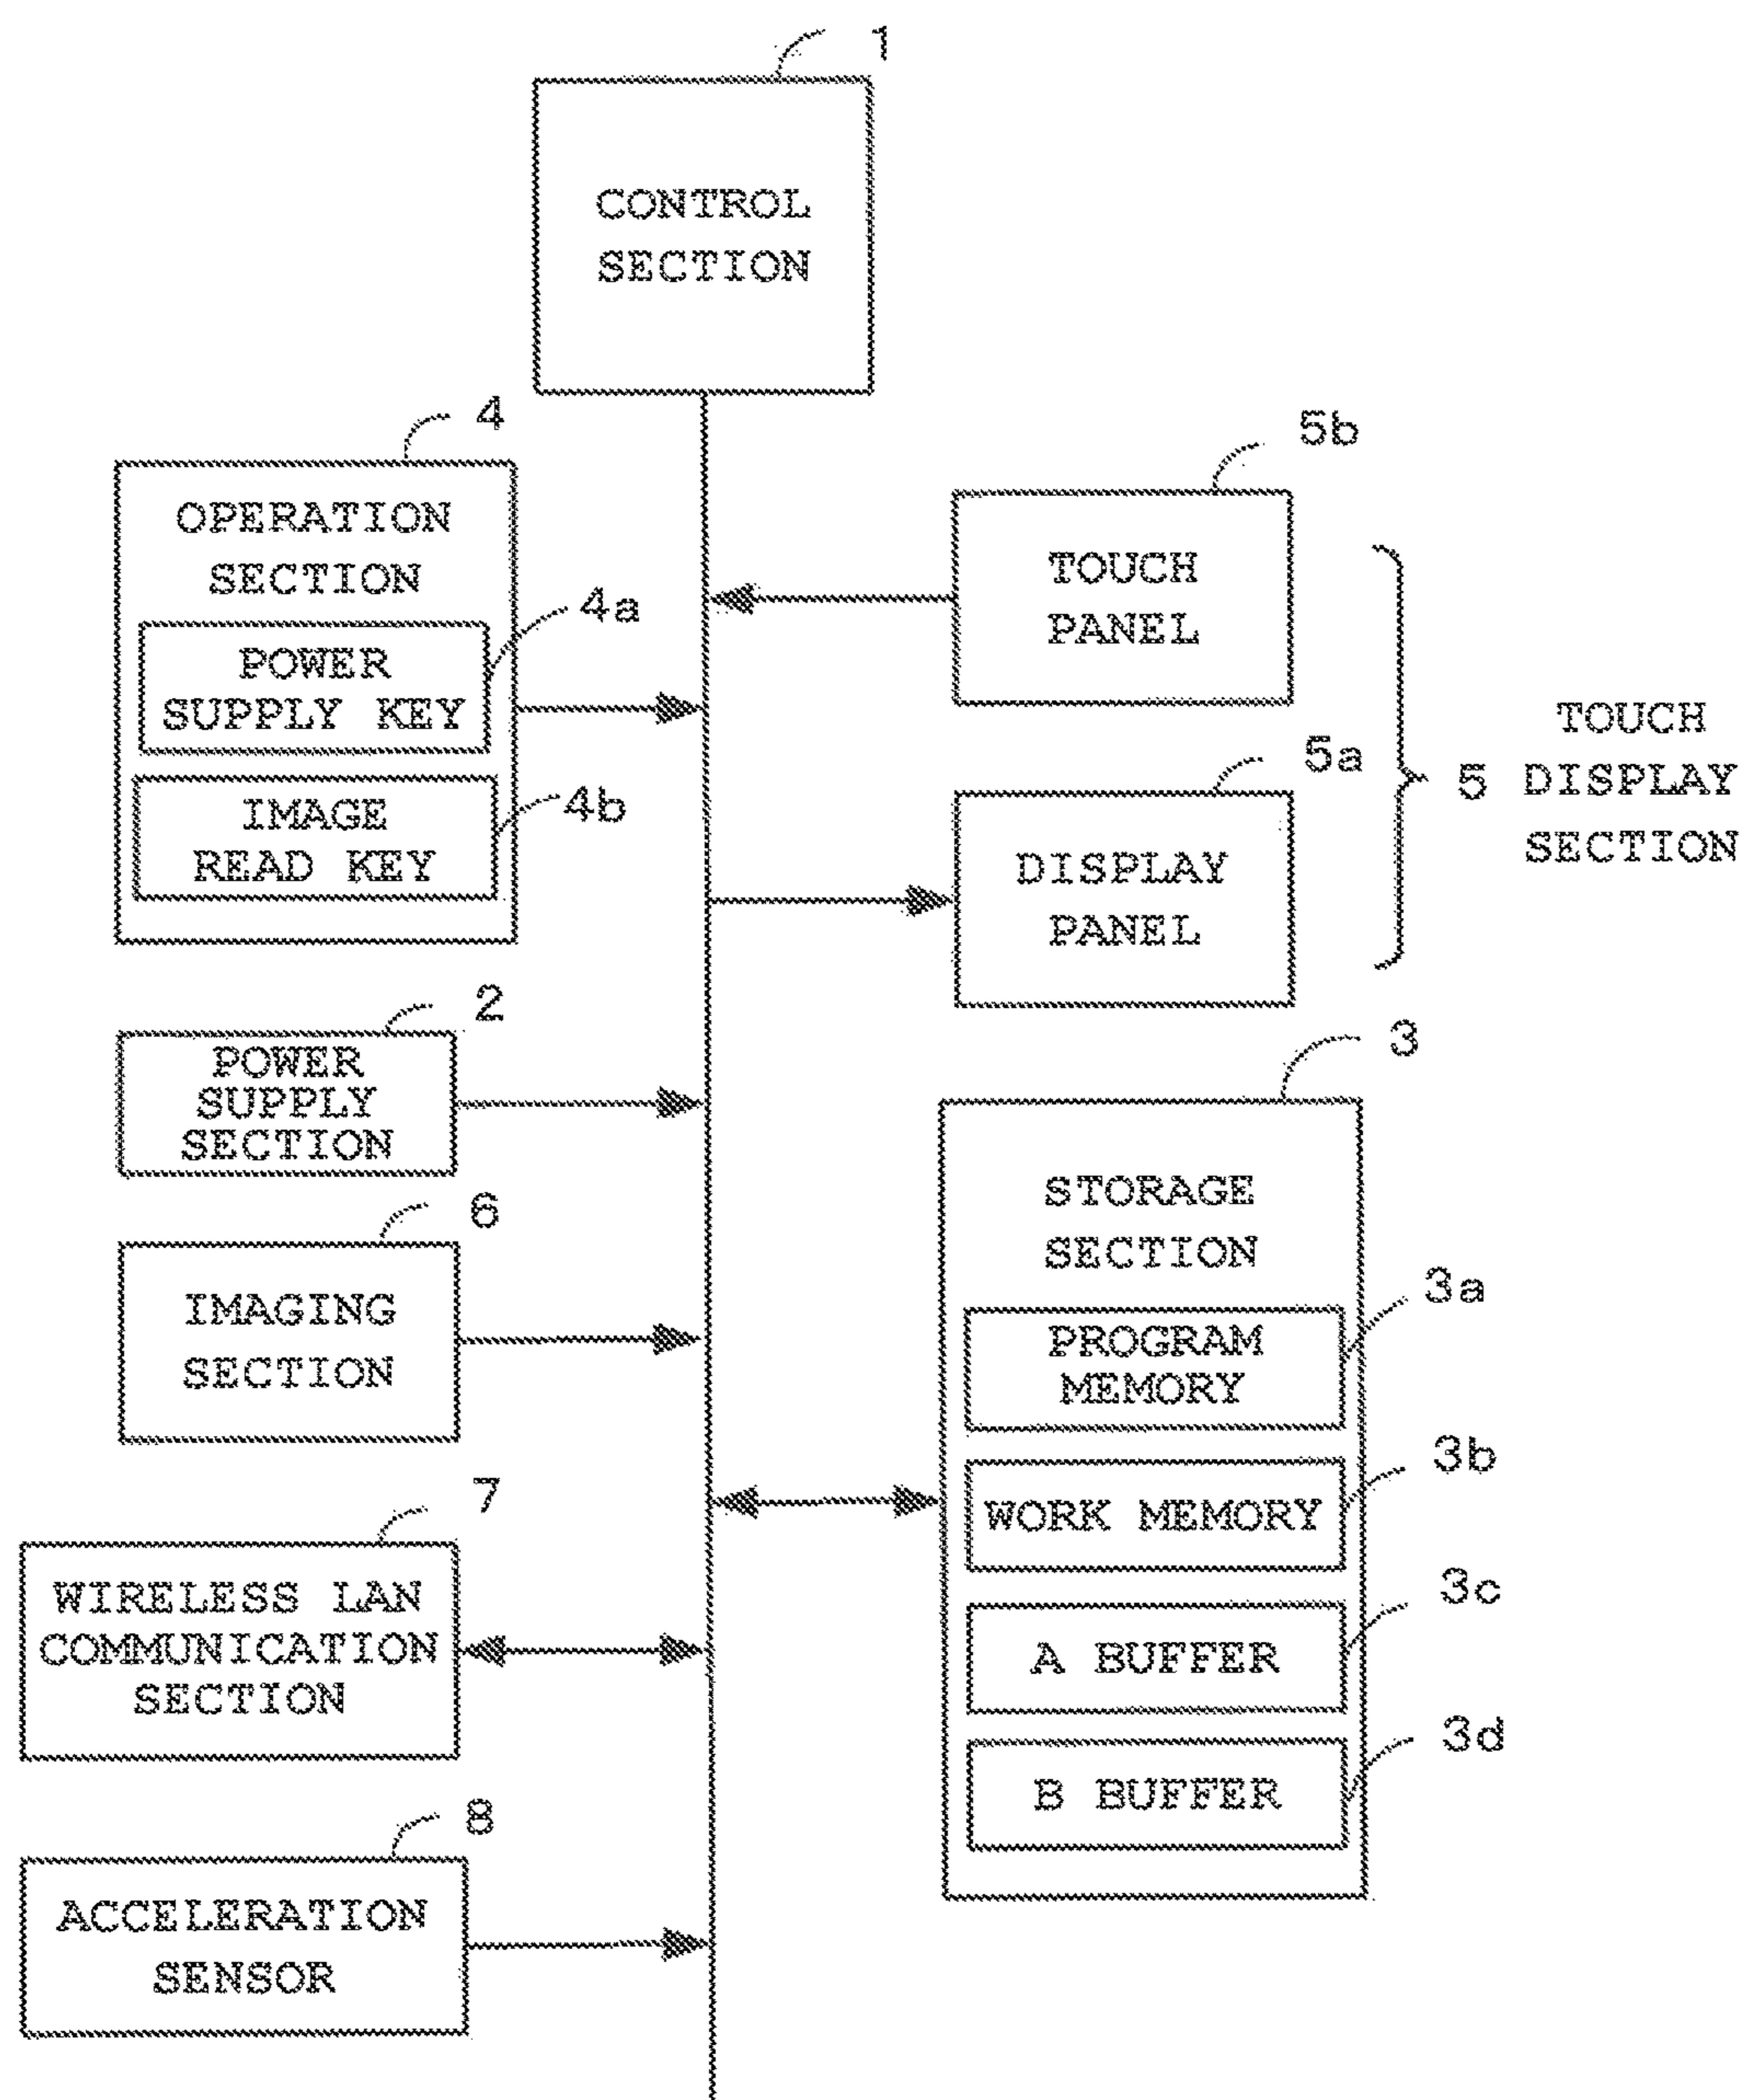 1
CONTROL
SECTION
4
OPERATION
SECTION
4a
POWER
SUPPLY KEY
4b
IMAGE
READ KEY
5b
TOUCH
PANEL
5a
DISPLAY
PANEL
5
TOUCH
DISPLAY
SECTION
2
POWER
SUPPLY
SECTION
6
IMAGING
SECTION
7
WIRELESS LAN
COMMUNICATION
SECTION
8
ACCELERATION
SENSOR
3
STORAGE
SECTION
3a
PROGRAM
MEMORY
3b
WORK MEMORY
3c
A BUFFER
3d
B BUFFER